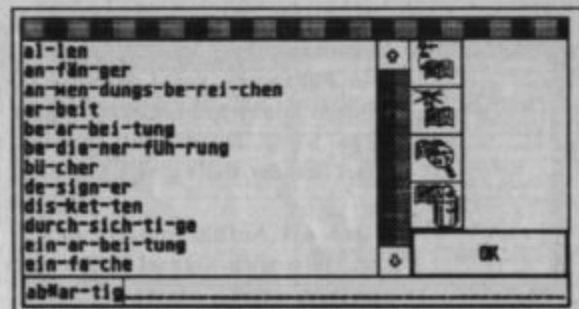 al-len
an-fän-ger
an-wen-dungs-be-rei-chen
ar-beit
be-ar-bei-tung
be-die-ner-füh-rung
bü-cher
de-sign-er
dis-ket-ten
durch-sich-ti-ge
ein-ar-bei-tung
ein-fa-che
OK
ab=ar-tig